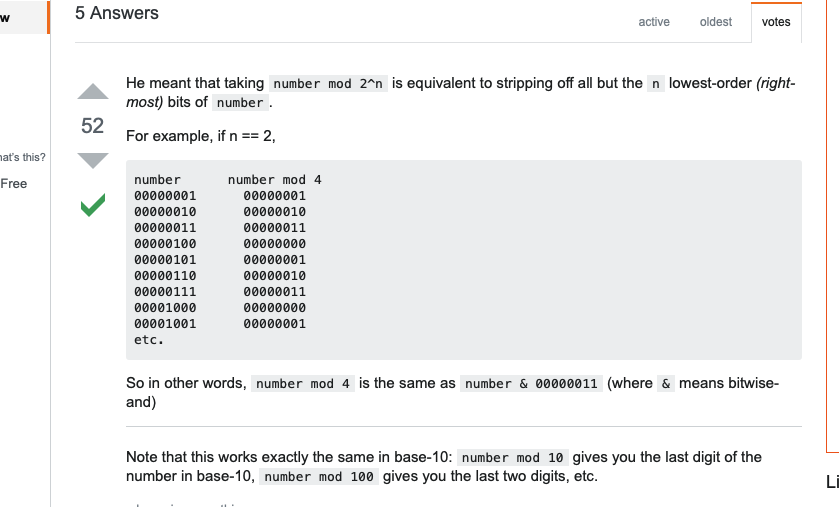 w
5 Answers
active oldest votes
He meant that taking number mod 2^n is equivalent to stripping off all but the n lowest-order (right-
most) bits of number .
52
For example, if n == 2,
hat's this?
Free
number number mod 4
00000001 00000001
00000010 00000010
00000011 00000011
00000100 00000000
00000101 00000001
00000110 00000010
00000111 00000011
00001000 00000000
00001001 00000001
etc.
So in other words, number mod 4 is the same as number & 00000011 (where & means bitwise-
and)
Note that this works exactly the same in base-10: number mod 10 gives you the last digit of the
number in base-10, number mod 100 gives you the last two digits, etc.
Li